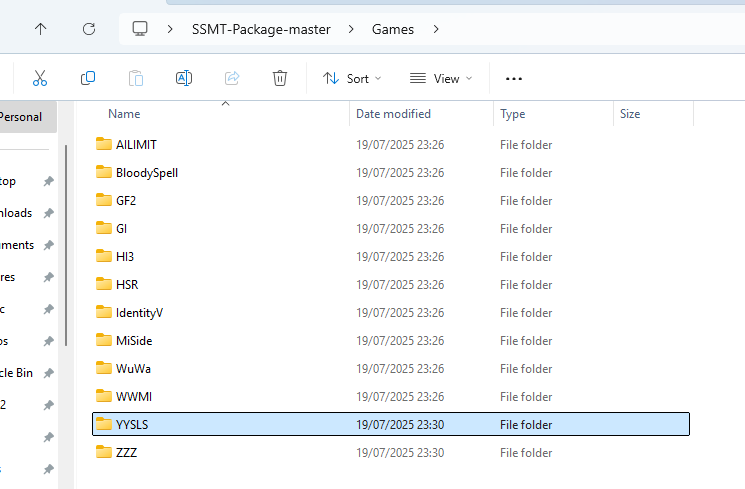 SSMT-Package-master > Games >
Sort View ...
Personal
Name Date modified Type Size
AILIMIT 19/07/2025 23:26 File folder
top
BloodySpell 19/07/2025 23:26 File folder
GF2 19/07/2025 23:26 File folder
nloads
GI 19/07/2025 23:26 File folder
uments
HI3 19/07/2025 23:26 File folder
res
HSR 19/07/2025 23:26 File folder
c
IdentityV 19/07/2025 23:26 File folder
os
MiSide 19/07/2025 23:26 File folder
cle Bin
WuWa 19/07/2025 23:26 File folder
2
WWMI 19/07/2025 23:26 File folder
YYSLS 19/07/2025 23:30 File folder
ZZZ 19/07/2025 23:30 File folder